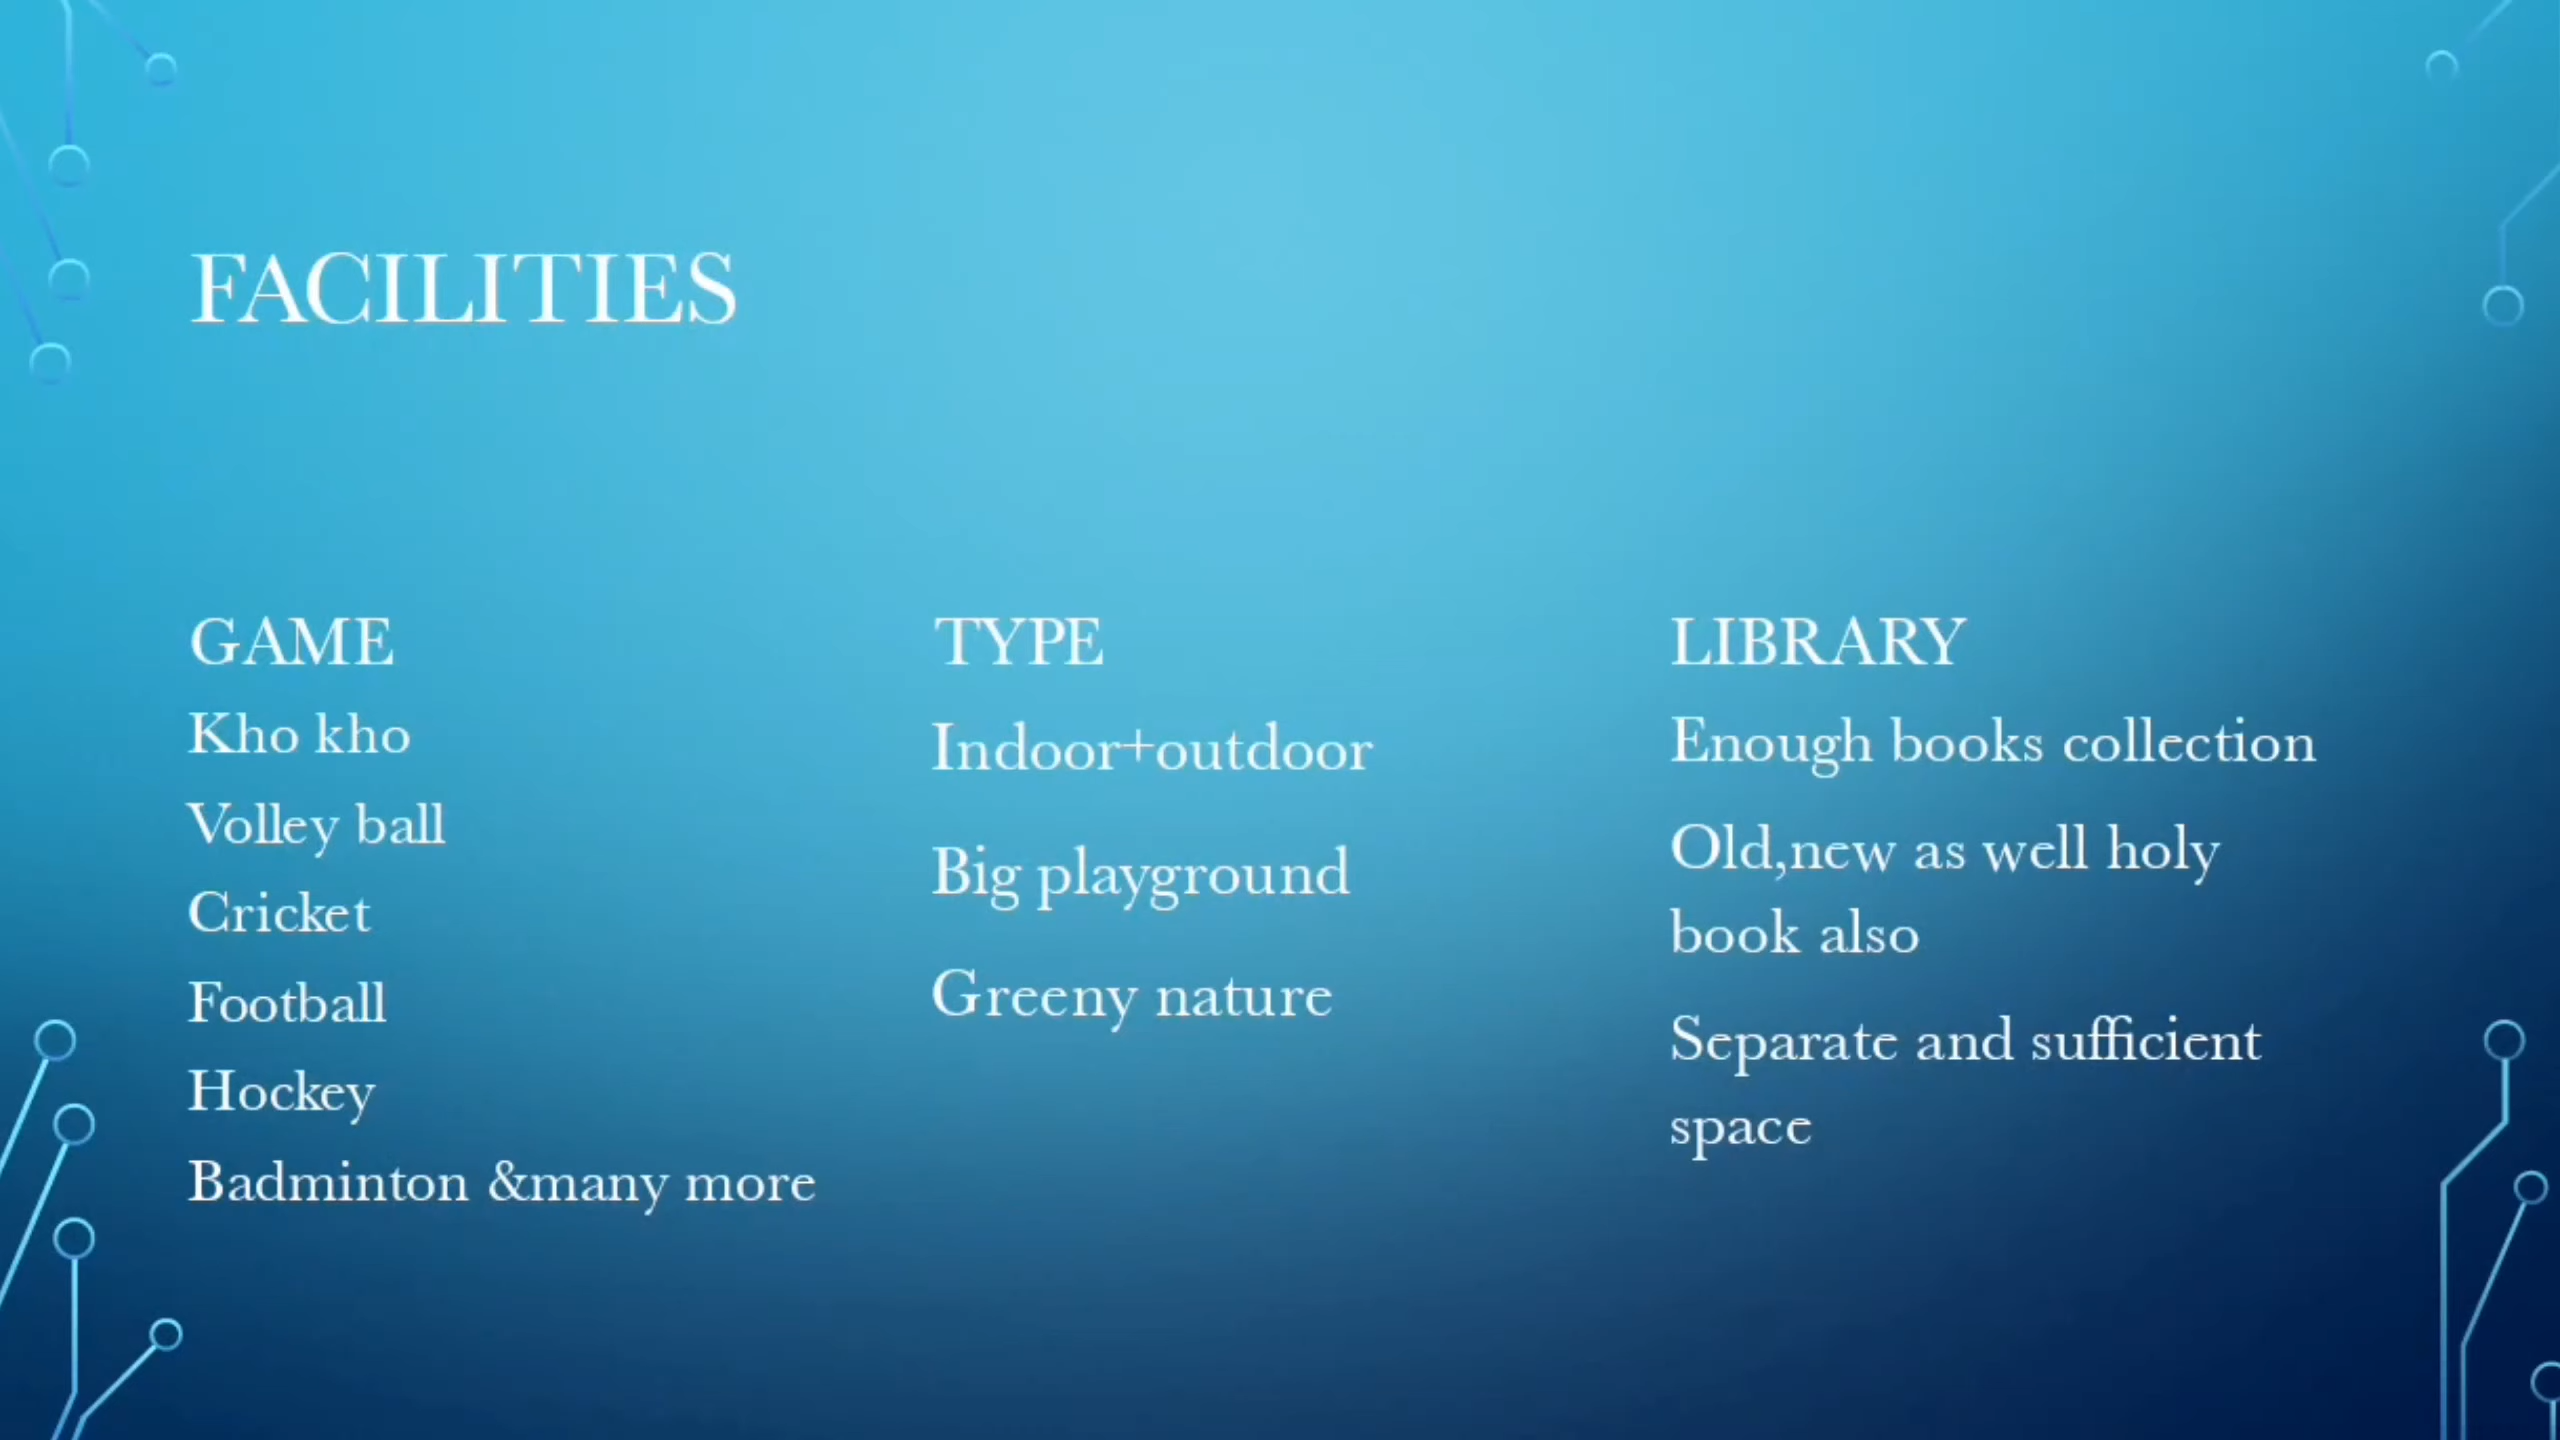 FACILITIES
GAME
Kho kho
Volley ball
Cricket
Football
Hockey
Badminton &many more
TYPE
Indoor+outdoor
Big playground
Greeny nature
LIBRARY
Enough books collection
Old,new as well holy
book also
Separate and sufficient
space